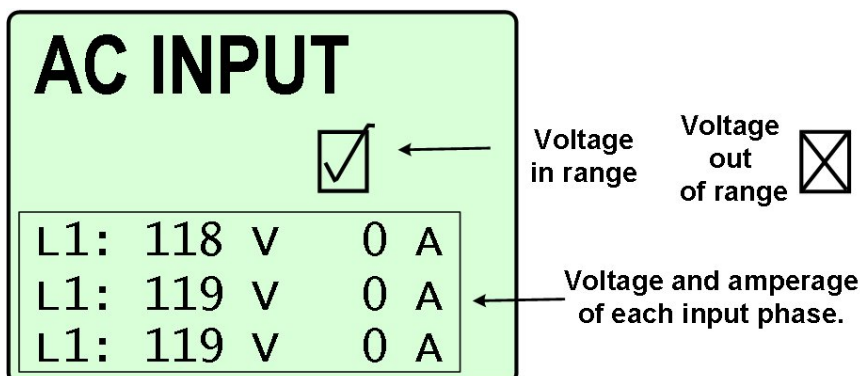 AC INPUT
Voltage
in range
Voltage
out
of range
L1: 118 V 0 A
L1: 119 V 0 A
L1: 119 V 0 A
Voltage and amperage
of each input phase.